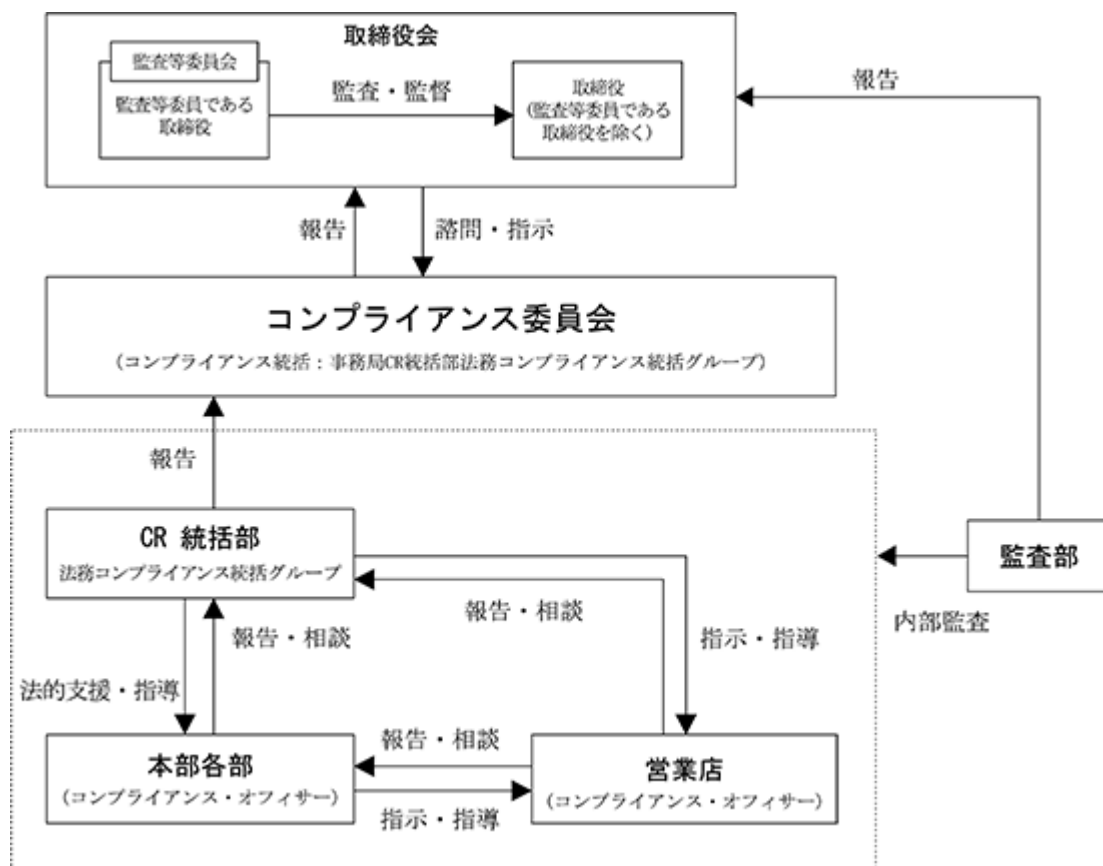 取締役会
監査等委員会
監査等委員である
取締役
監査・監督
取締役
(監査等委員である
取締役を除く)
報告
報告
諮問・指示
コンプライアンス委員会
(コンプライアンス統括：事務局CR統括部法務コンプライアンス統括グループ)
報告
CR 統括部
法務コンプライアンス統括グループ
監査部
内部監査
報告・相談
報告・相談
指示・指導
法的支援・指導
本部各部
(コンプライアンス・オフィサー)
報告・相談
指示・指導
営業店
(コンプライアンス・オフィサー)